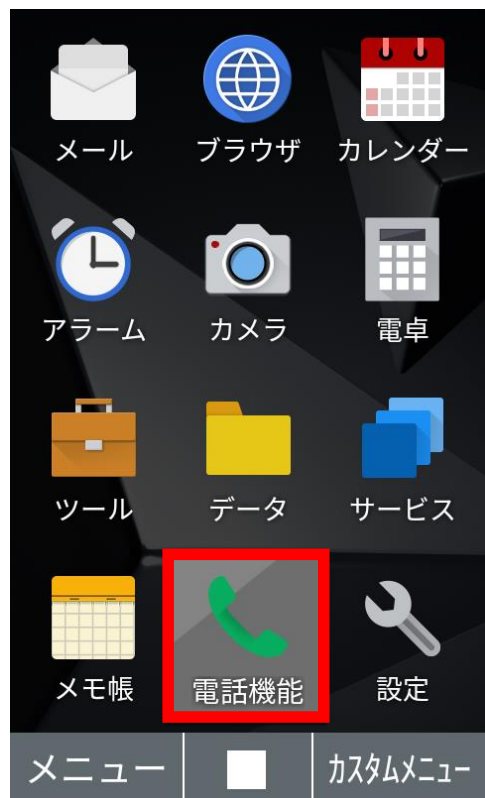 メール ブラウザ カレンダー
アラーム カメラ 電卓
ツール データ サービス
メモ帳 電話機能 設定
メニュー カスタムメニュー